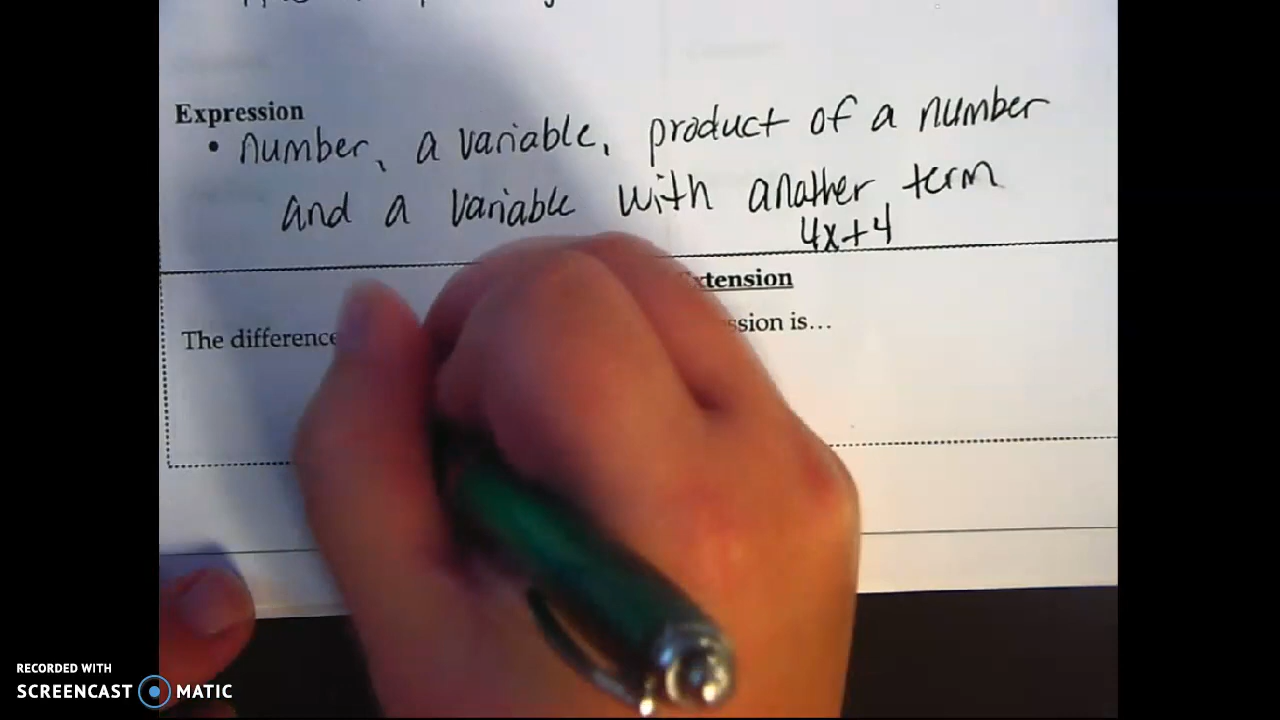 Expression
• number, a variable, product of a number
and a variable with another term
4x+4
xtension
The difference ssion is...
RECORDED WITH
SCREENCAST MATIC